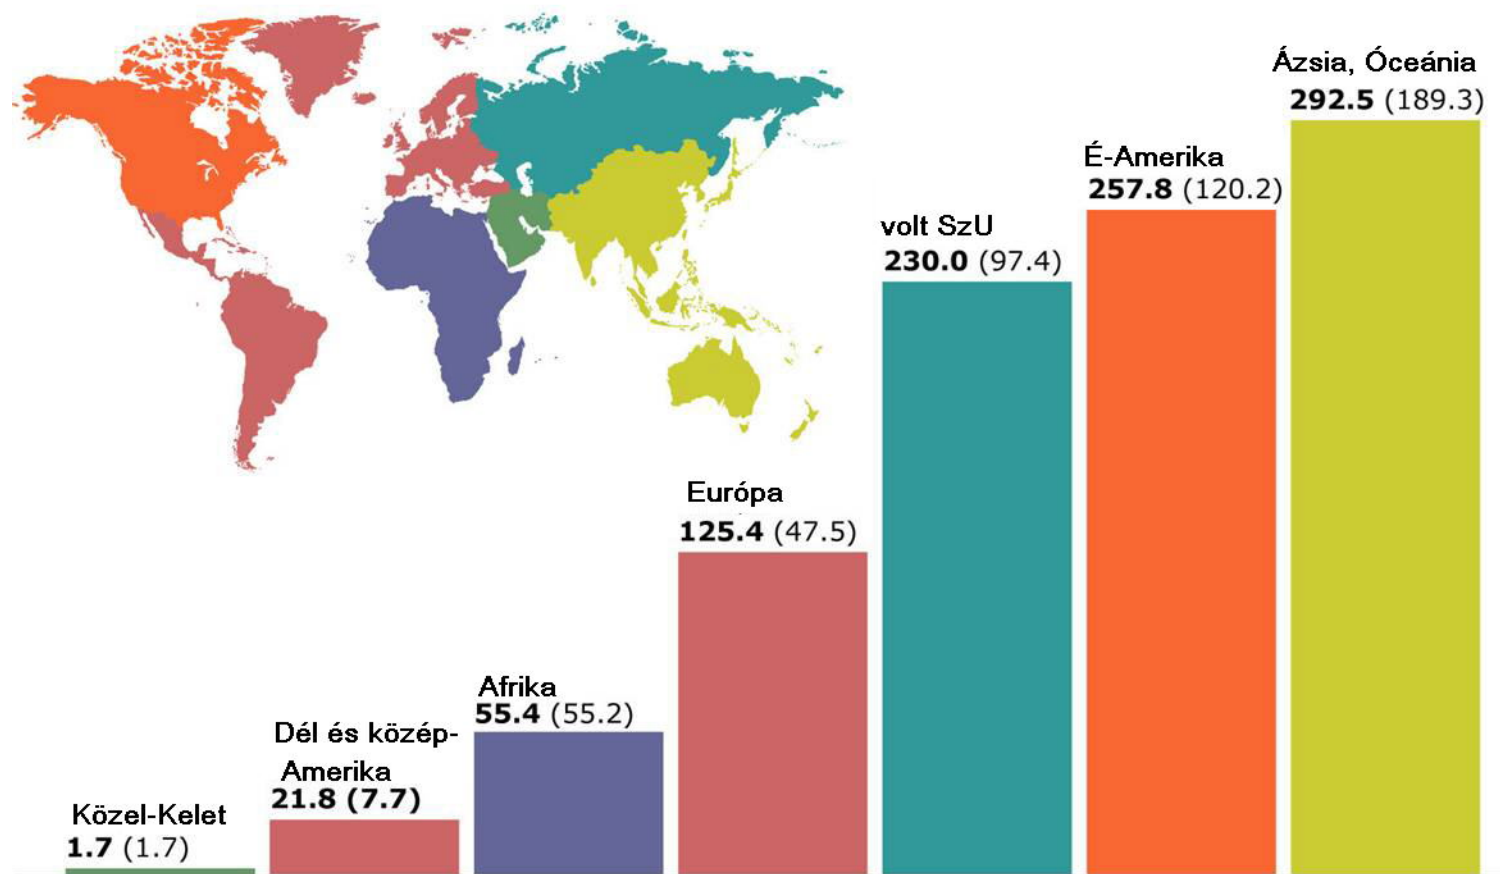 Ázsia, Óceánia
292.5 (189.3)
É-Amerika
257.8 (120.2)
volt SzU
230.0 (97.4)
Európa
125.4 (47.5)
Afrika
55.4 (55.2)
Dél és közép-
Amerika
21.8 (7.7)
Közel-Kelet
1.7 (1.7)